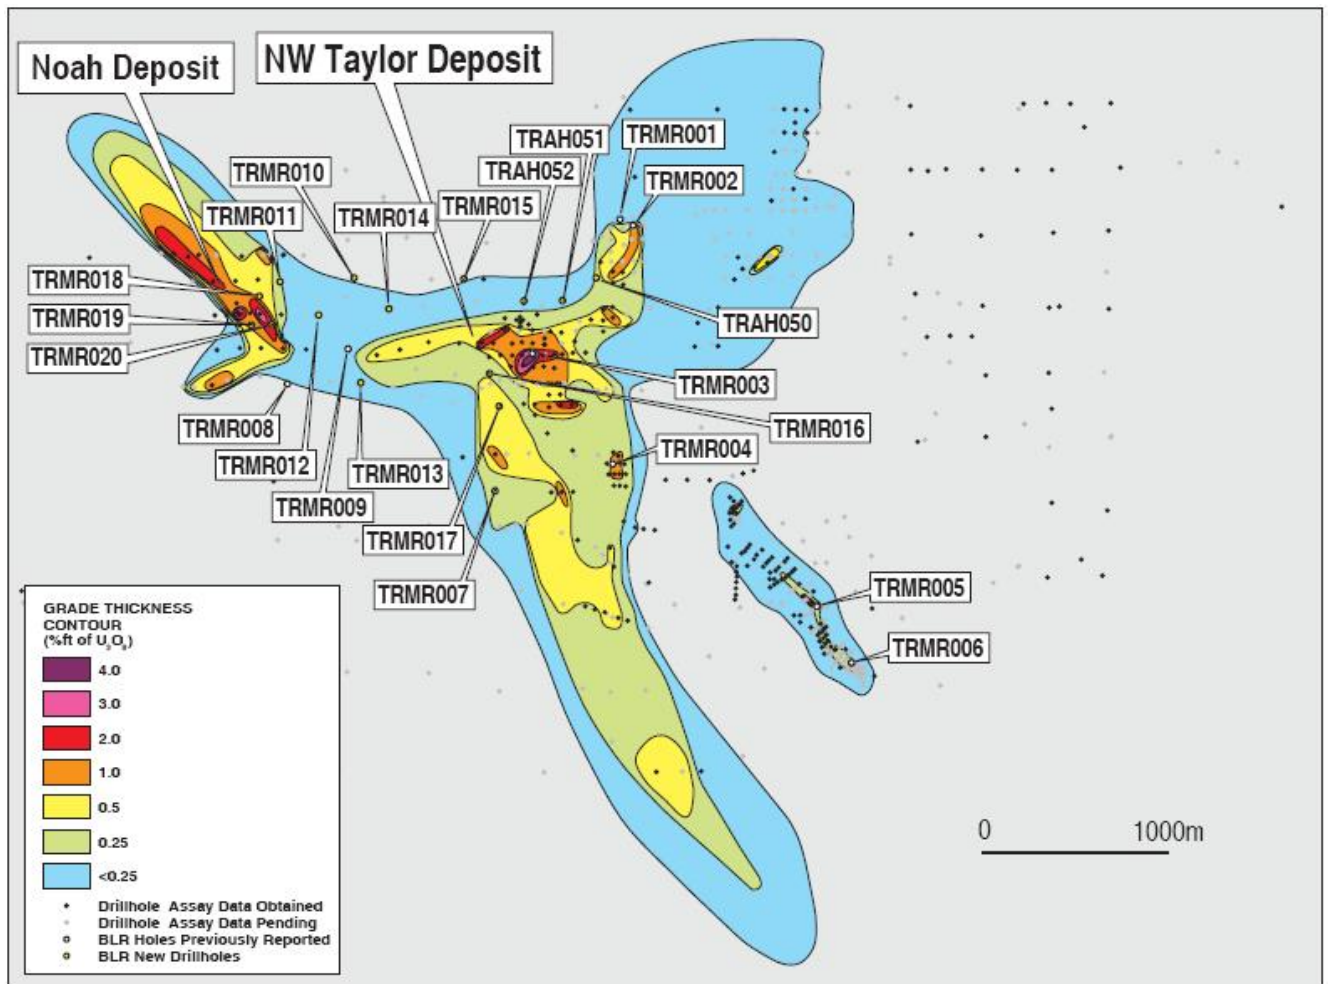 Noah Deposit
NW Taylor Deposit
TRAH051
TRMR001
TRMR010
TRAH052
TRMR002
TRMR011
TRMR014
TRMR015
TRMR018
TRMR019
TRMR020
TRAH050
TRMR003
TRMR016
TRMR008
TRMR012
TRMR013
TRMR004
TRMR009
TRMR017
TRMR007
TRMR005
TRMR006
GRADE THICKNESS
CONTOUR
(%ft of U₃O₈)
4.0
3.0
2.0
1.0
0.5
0.25
<0.25
Drillhole Assay Data Obtained
Drillhole Assay Data Pending
BLR Holes Previously Reported
BLR New Drillholes
0 1000m